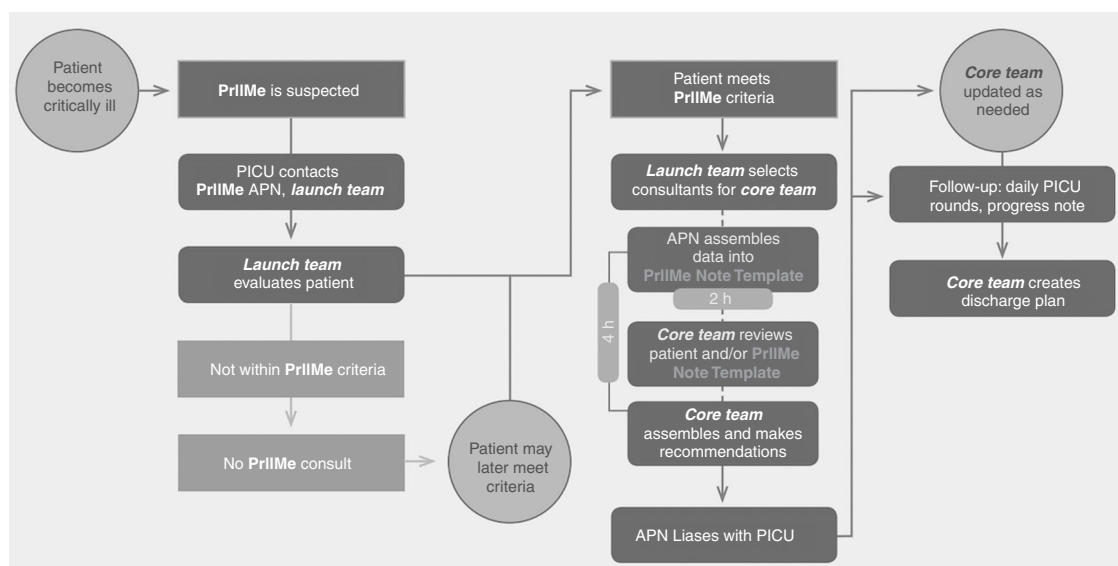 Patient
becomes
critically ill
PrIIMe is suspected
PICU contacts
PrIIMe APN, launch team
Launch team
evaluates patient
Not within PrIIMe criteria
No PrIIMe consult
Patient may
later meet
criteria
Patient meets
PrIIMe criteria
Launch team selects
consultants for core team
APN assembles
data into
PrIIMe Note Template
2 h
4 h
Core team reviews
patient and/or PrIIMe
Note Template
Core team
assembles and makes
recommendations
APN Liases with PICU
Core team
updated as
needed
Follow-up: daily PICU
rounds, progress note
Core team creates
discharge plan